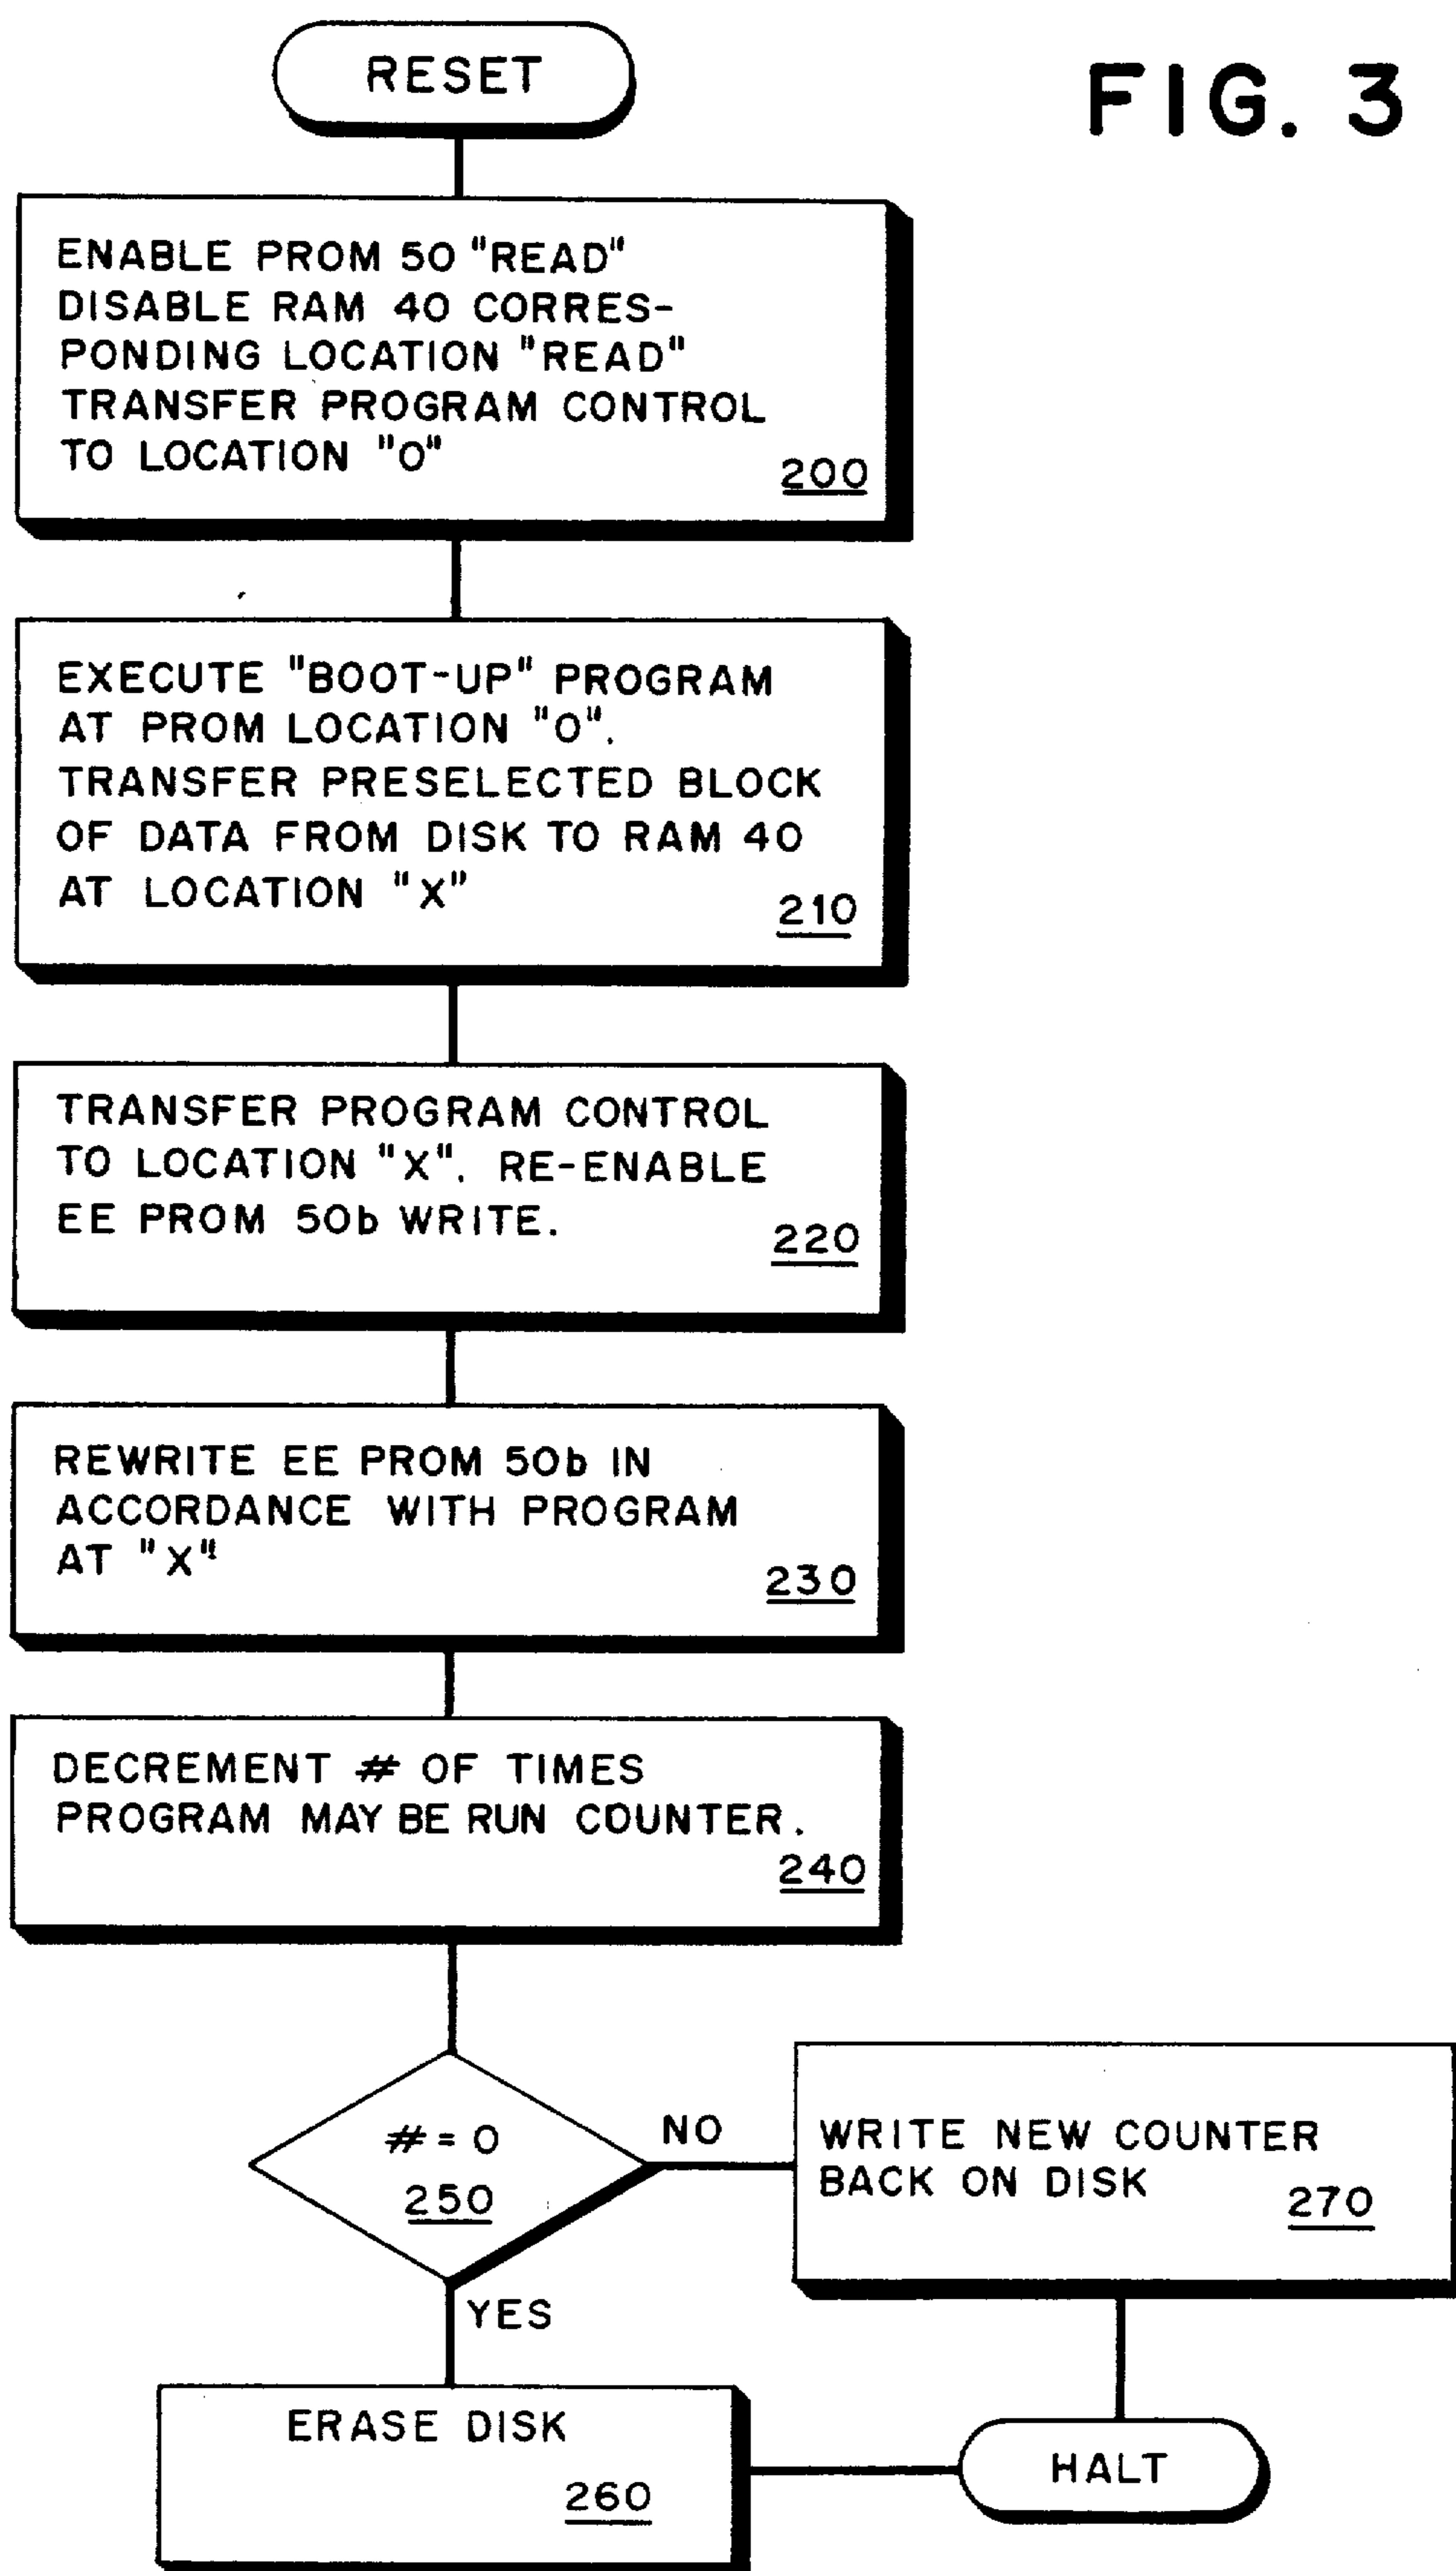 RESET
FIG. 3
ENABLE PROM 50 "READ"
DISABLE RAM 40 CORRES-
PONDING LOCATION "READ"
TRANSFER PROGRAM CONTROL
TO LOCATION "0"
200
EXECUTE "BOOT-UP" PROGRAM
AT PROM LOCATION "0".
TRANSFER PRESELECTED BLOCK
OF DATA FROM DISK TO RAM 40
AT LOCATION "X"
210
TRANSFER PROGRAM CONTROL
TO LOCATION "X". RE-ENABLE
EE PROM 50b WRITE.
220
REWRITE EE PROM 50b IN
ACCORDANCE WITH PROGRAM
AT "X"
230
DECREMENT # OF TIMES
PROGRAM MAY BE RUN COUNTER.
240
# = 0
250
NO
WRITE NEW COUNTER
BACK ON DISK
270
YES
ERASE DISK
260
HALT